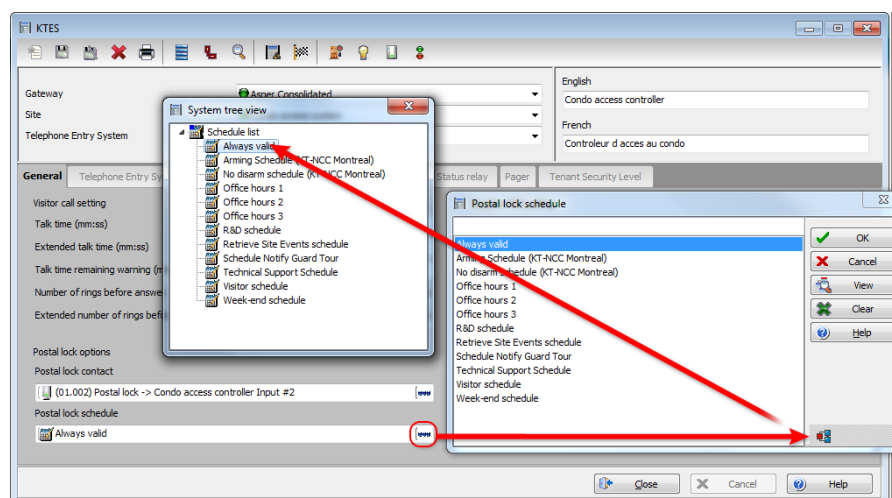 KTES
Gateway
Asper Consolidated
Site
Telephone Entry System
English
Condo access controller
French
Controleur d acces au condo
General
Telephone Entry Sy
Status relay
Pager
Tenant Security Level
Visitor call setting
Talk time (mm:ss)
Extended talk time (mm:ss)
Talk time remaining warning (m
Number of rings before answe
Extended number of rings befo
Postal lock options
Postal lock contact
(01.002) Postal lock -> Condo access controller Input #2
Postal lock schedule
Always valid
System tree view
Schedule list
Always valid
Arming Schedule (KT-NCC Montreal)
No disarm schedule (KT-NCC Montreal)
Office hours 1
Office hours 2
Office hours 3
R&D schedule
Retrieve Site Events schedule
Schedule Notify Guard Tour
Technical Support Schedule
Visitor schedule
Week-end schedule
Postal lock schedule
Always valid
Arming Schedule (KT-NCC Montreal)
No disarm schedule (KT-NCC Montreal)
Office hours 1
Office hours 2
Office hours 3
R&D schedule
Retrieve Site Events schedule
Schedule Notify Guard Tour
Technical Support Schedule
Visitor schedule
Week-end schedule
OK
Cancel
View
Clear
Help
Close
Cancel
Help